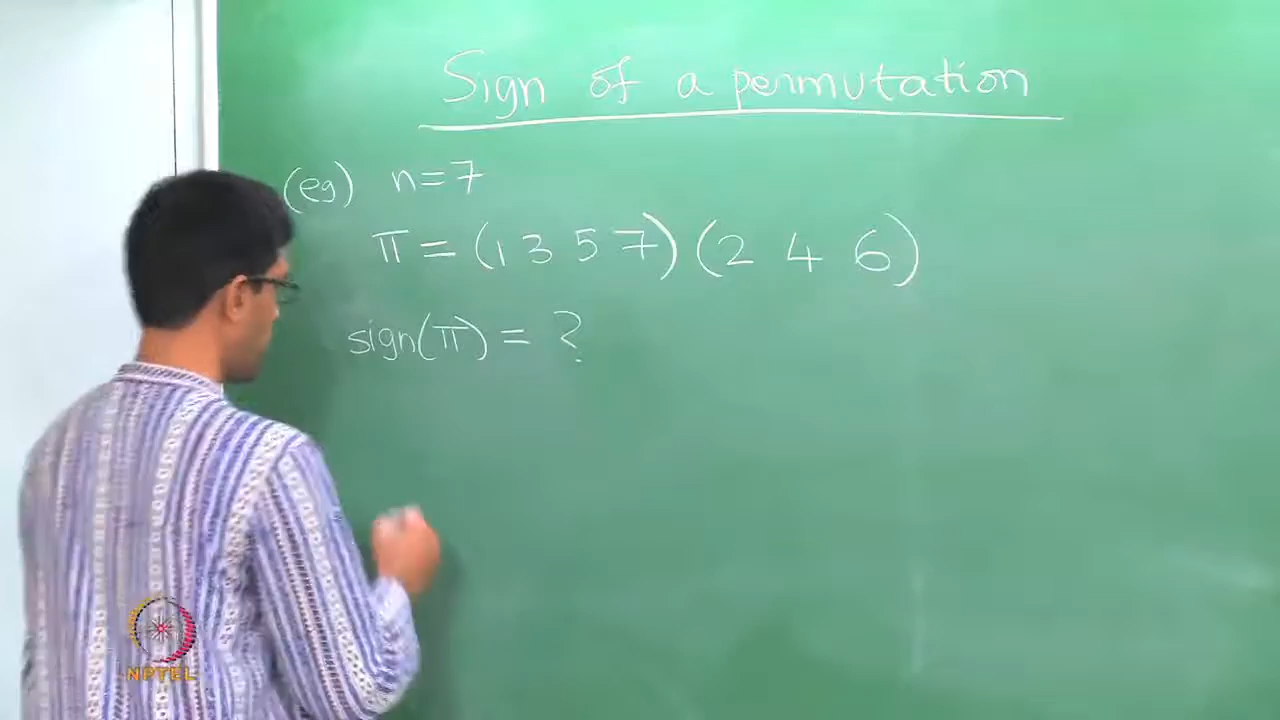 Sign of a permutation
(eg) n=7
π = (1 3 5 7) (2 4 6)
sign(π) = ?
NPTEL